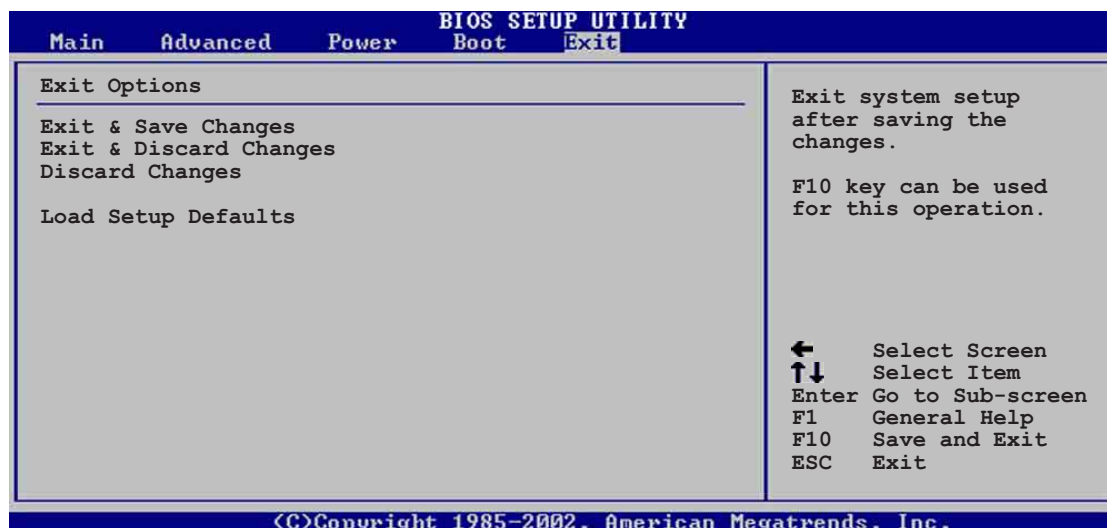 BIOS SETUP UTILITY
Main Advanced Power Boot Exit
Exit Options
Exit & Save Changes
Exit & Discard Changes
Discard Changes
Load Setup Defaults
Exit system setup
after saving the
changes.
F10 key can be used
for this operation.
← Select Screen
↑↓ Select Item
Enter Go to Sub-screen
F1 General Help
F10 Save and Exit
ESC Exit
(C)Copyright 1985-2002, American Megatrends, Inc.